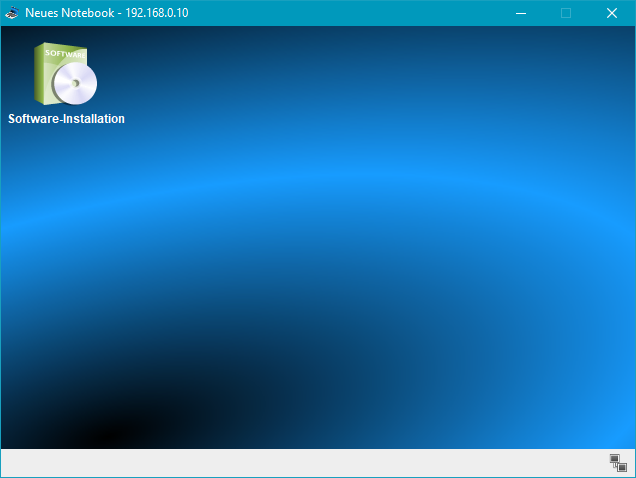 Neues Notebook - 192.168.0.10
SOFTWARE
Software-Installation